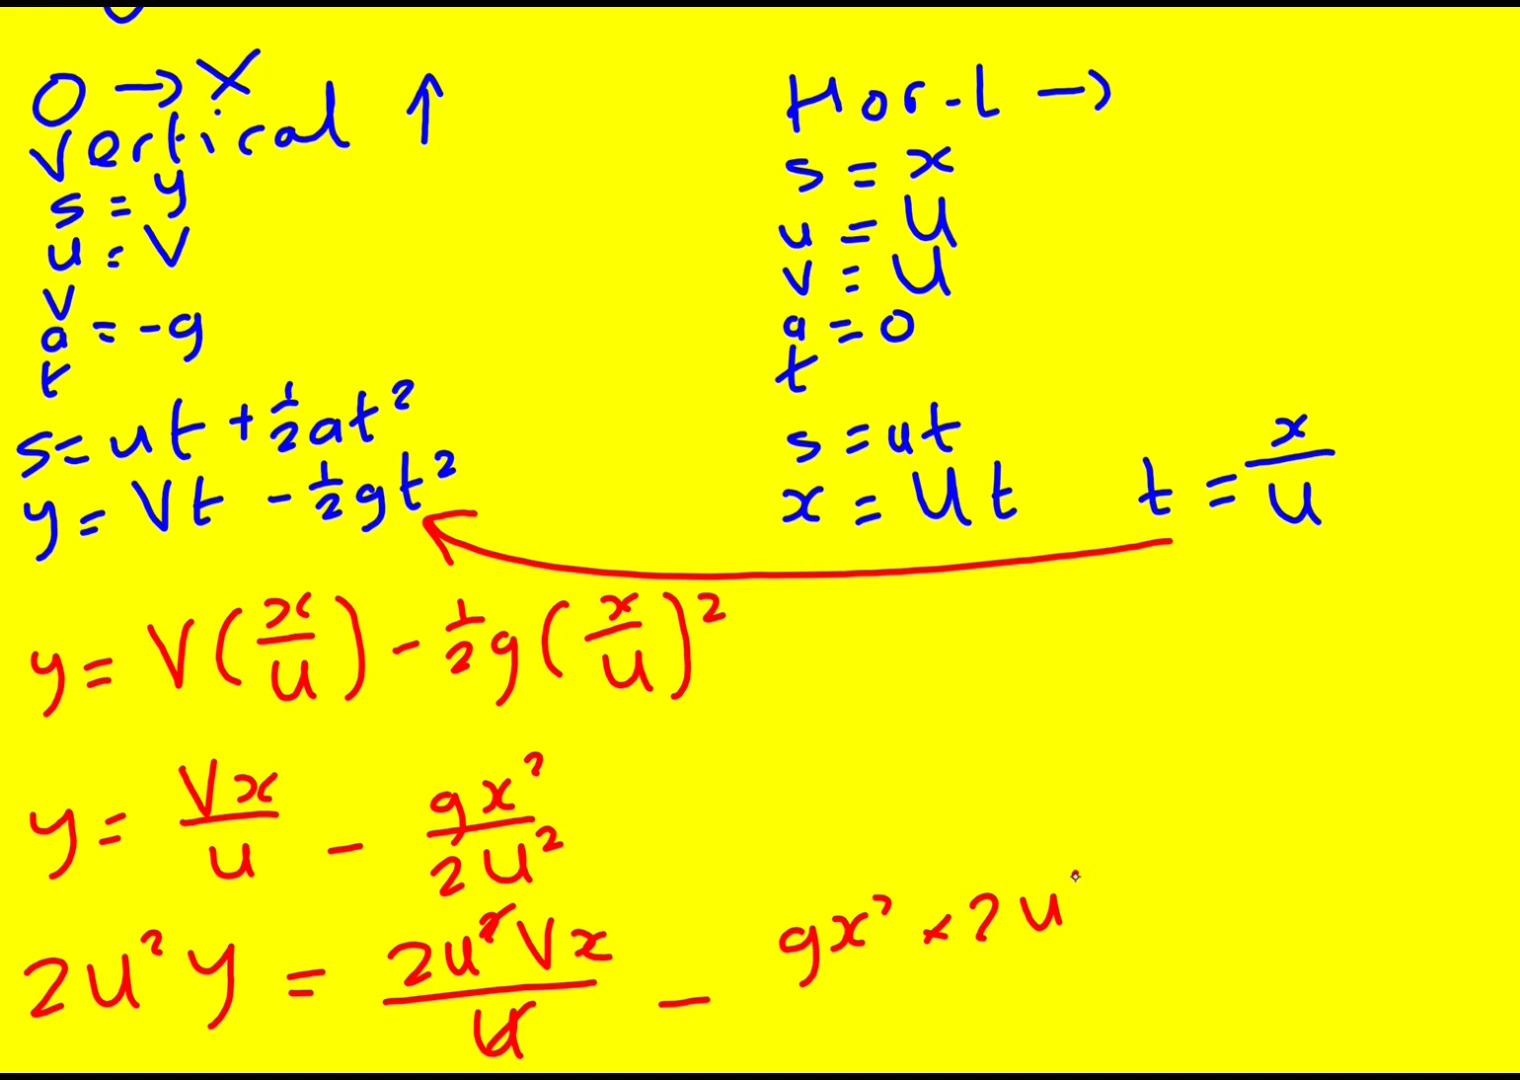 O → X
Vertical ↑
s = y
u = V
v
a = -g
t
s = ut + ½at²
y = Vt - ½gt²
Hor-l →
s = x
u = U
v = U
a = 0
t
s = ut
x = Ut    t = x/U
y = V(x/U) - ½g(x/U)²
y = Vx/U - gx²/2U²
2U²y = 2U²Vx/U - gx² × 2U